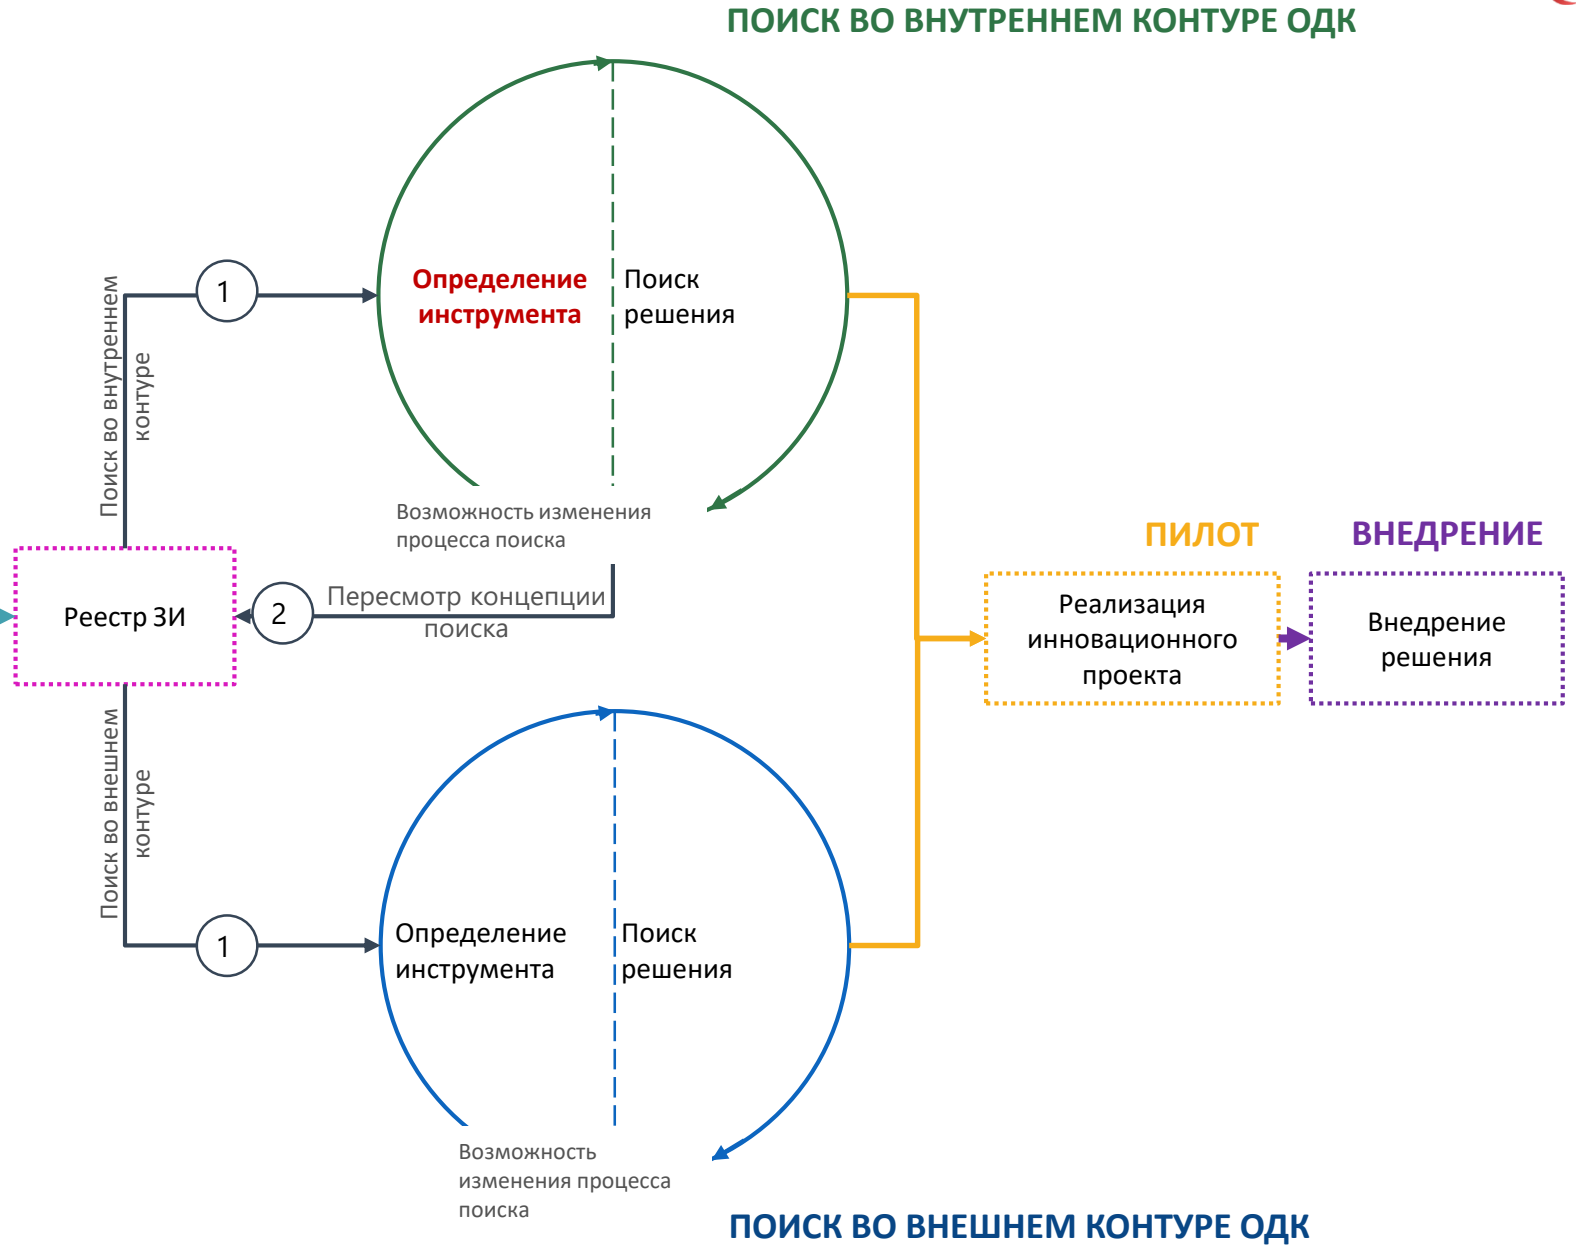 ПОИСК ВО ВНУТРЕННЕМ КОНТУРЕ ОДК
Поиск во внутреннем
контуре
1
Определение
инструмента
Поиск
решения
Возможность изменения
процесса поиска
Реестр ЗИ
2
Пересмотр концепции
поиска
ПИЛОТ
Реализация
инновационного
проекта
ВНЕДРЕНИЕ
Внедрение
решения
Поиск во внешнем
контуре
1
Определение
инструмента
Поиск
решения
Возможность
изменения процесса
поиска
ПОИСК ВО ВНЕШНЕМ КОНТУРЕ ОДК